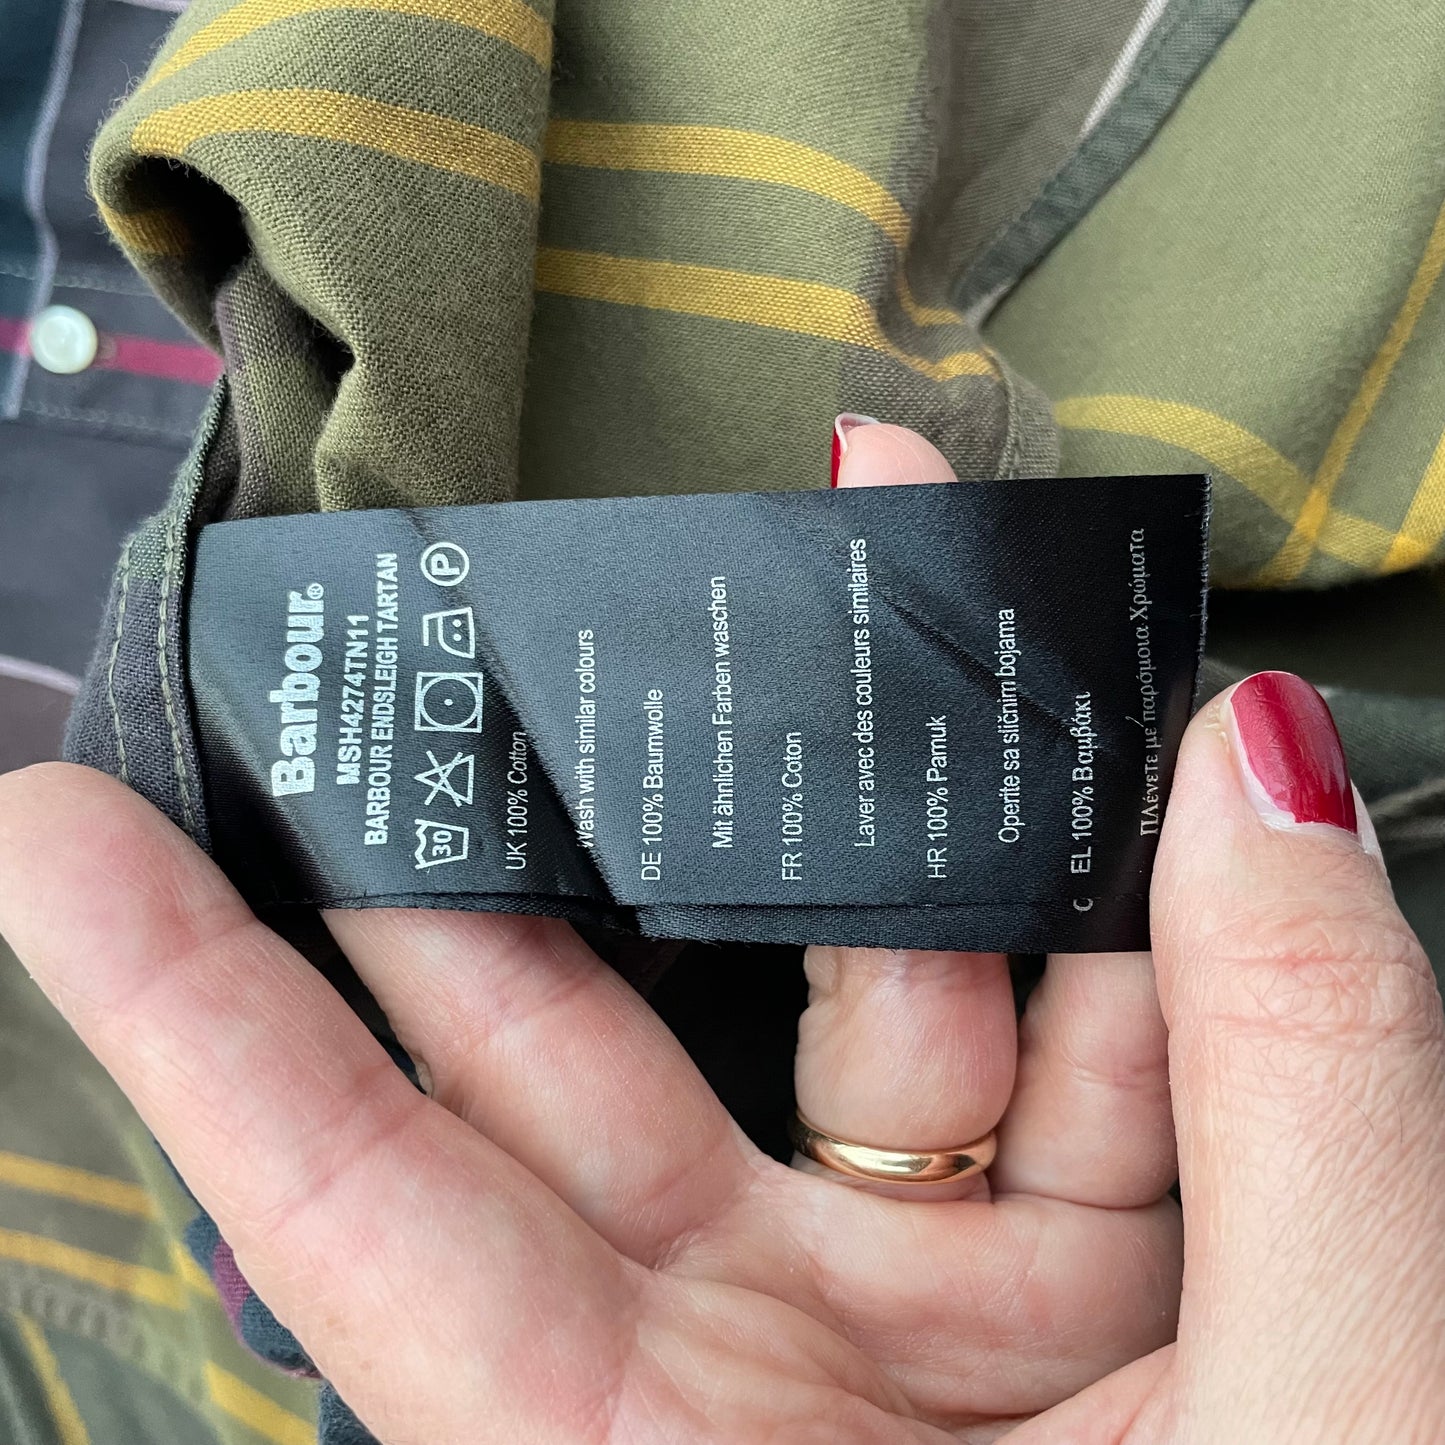 Barbour®
MSH4274TN11
BARBOUR ENDSLEIGH TARTAN
30 P
UK 100% Cotton
Wash with similar colours
DE 100% Baumwolle
Mit ähnlichen Farben waschen
FR 100% Coton
Laver avec des couleurs similaires
HR 100% Pamuk
Operite sa sličnim bojama
C EL 100% Βαμβάκι
Πλένετε με παρόμοια Χρώματα